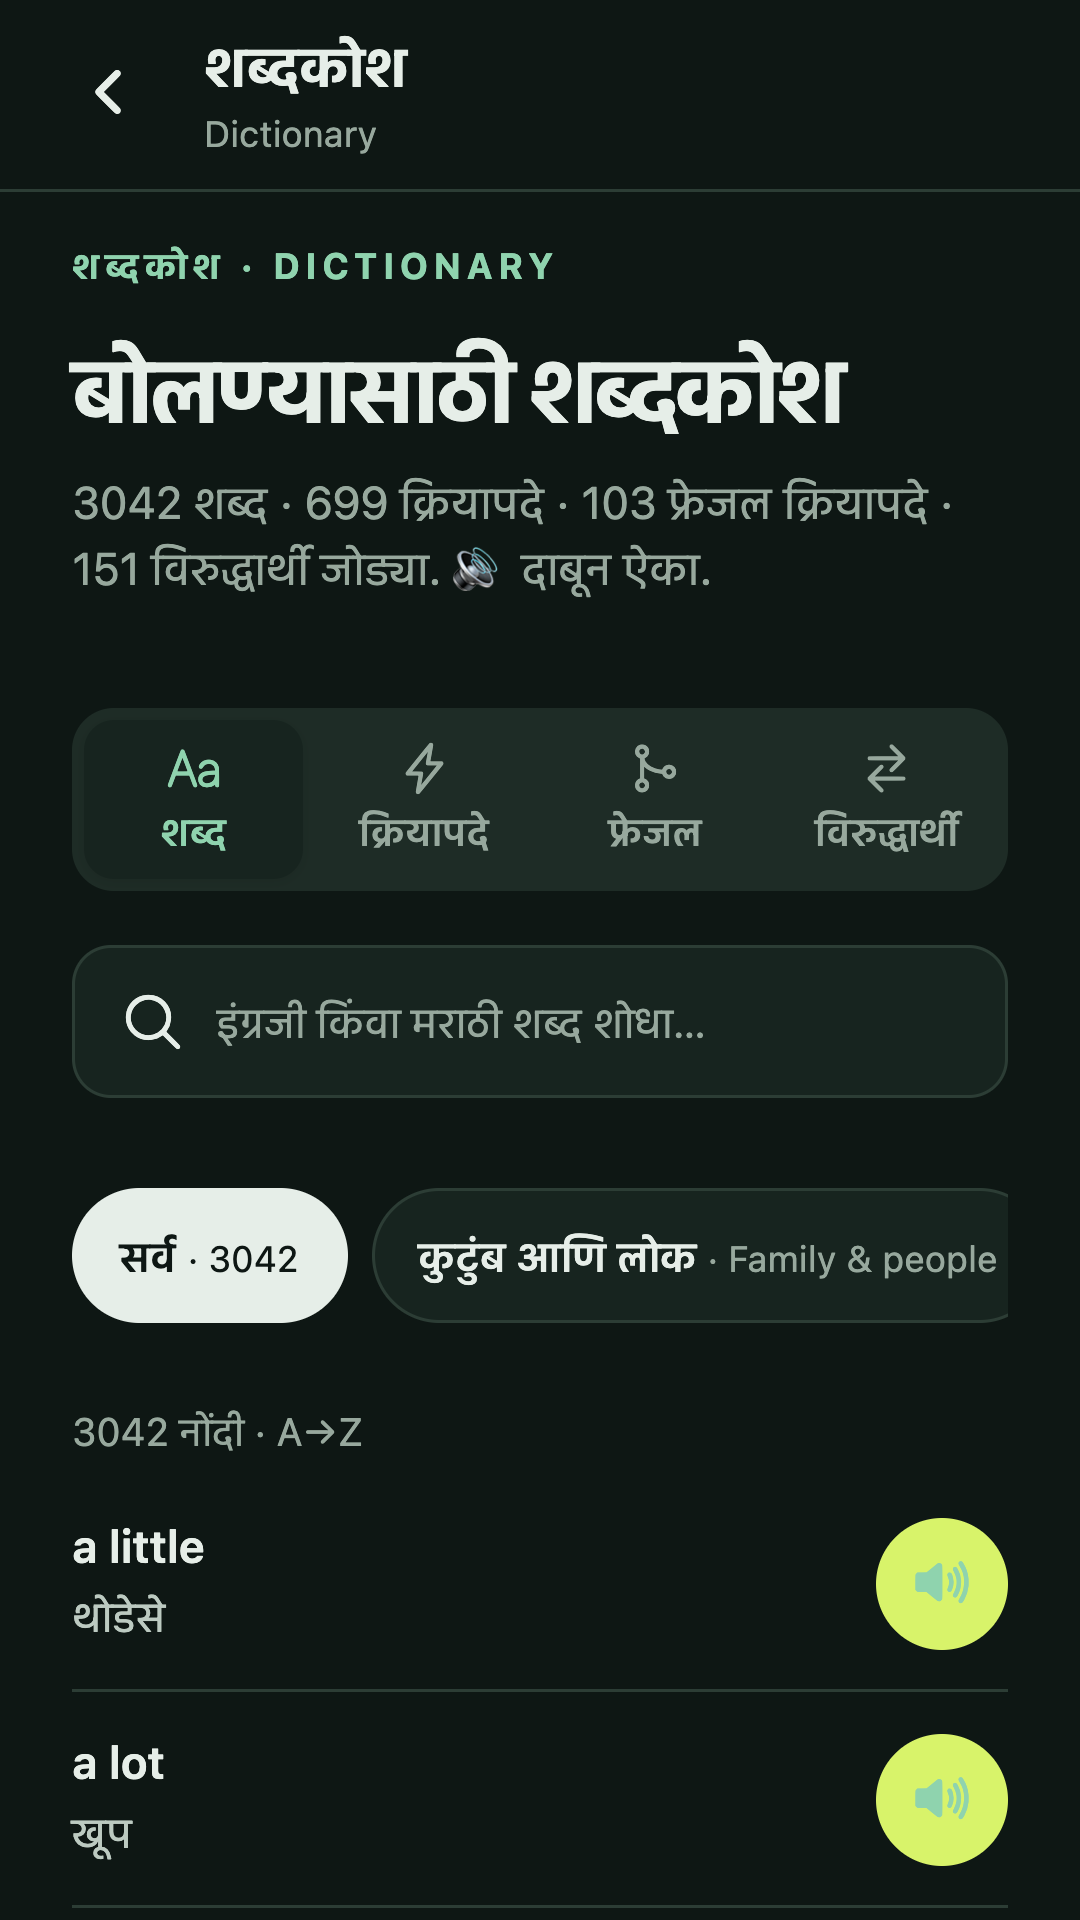 शब्दकोश
Dictionary
शब्दकोश · DICTIONARY
बोलण्यासाठी शब्दकोश
3042 शब्द · 699 क्रियापदे · 103 फ्रेजल क्रियापदे ·
151 विरुद्धार्थी जोड्या. 🔊 दाबून ऐका.
Aa
शब्द
क्रियापदे
फ्रेजल
विरुद्धार्थी
इंग्रजी किंवा मराठी शब्द शोधा...
सर्व · 3042
कुटुंब आणि लोक · Family & people
3042 नोंदी · A→Z
a little
थोडेसे
a lot
खूप